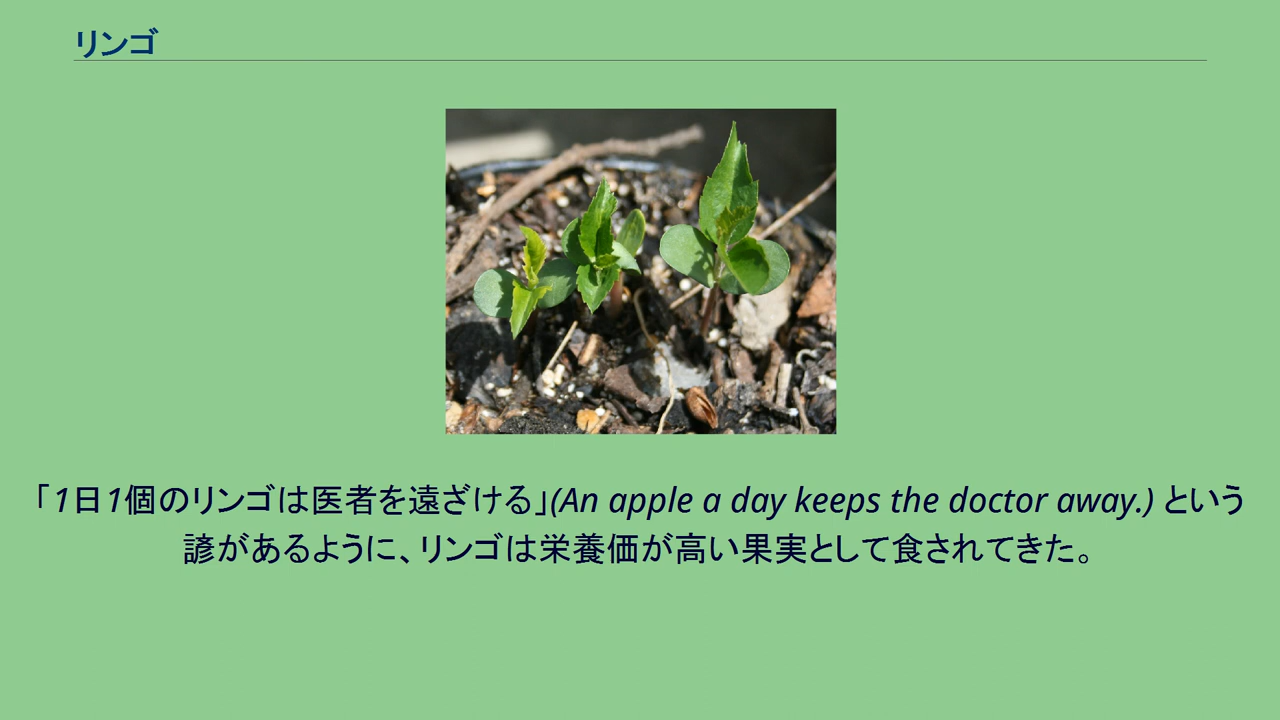 リンゴ
「1日1個のリンゴは医者を遠ざける」(An apple a day keeps the doctor away.) という
諺があるように、リンゴは栄養価が高い果実として食されてきた。